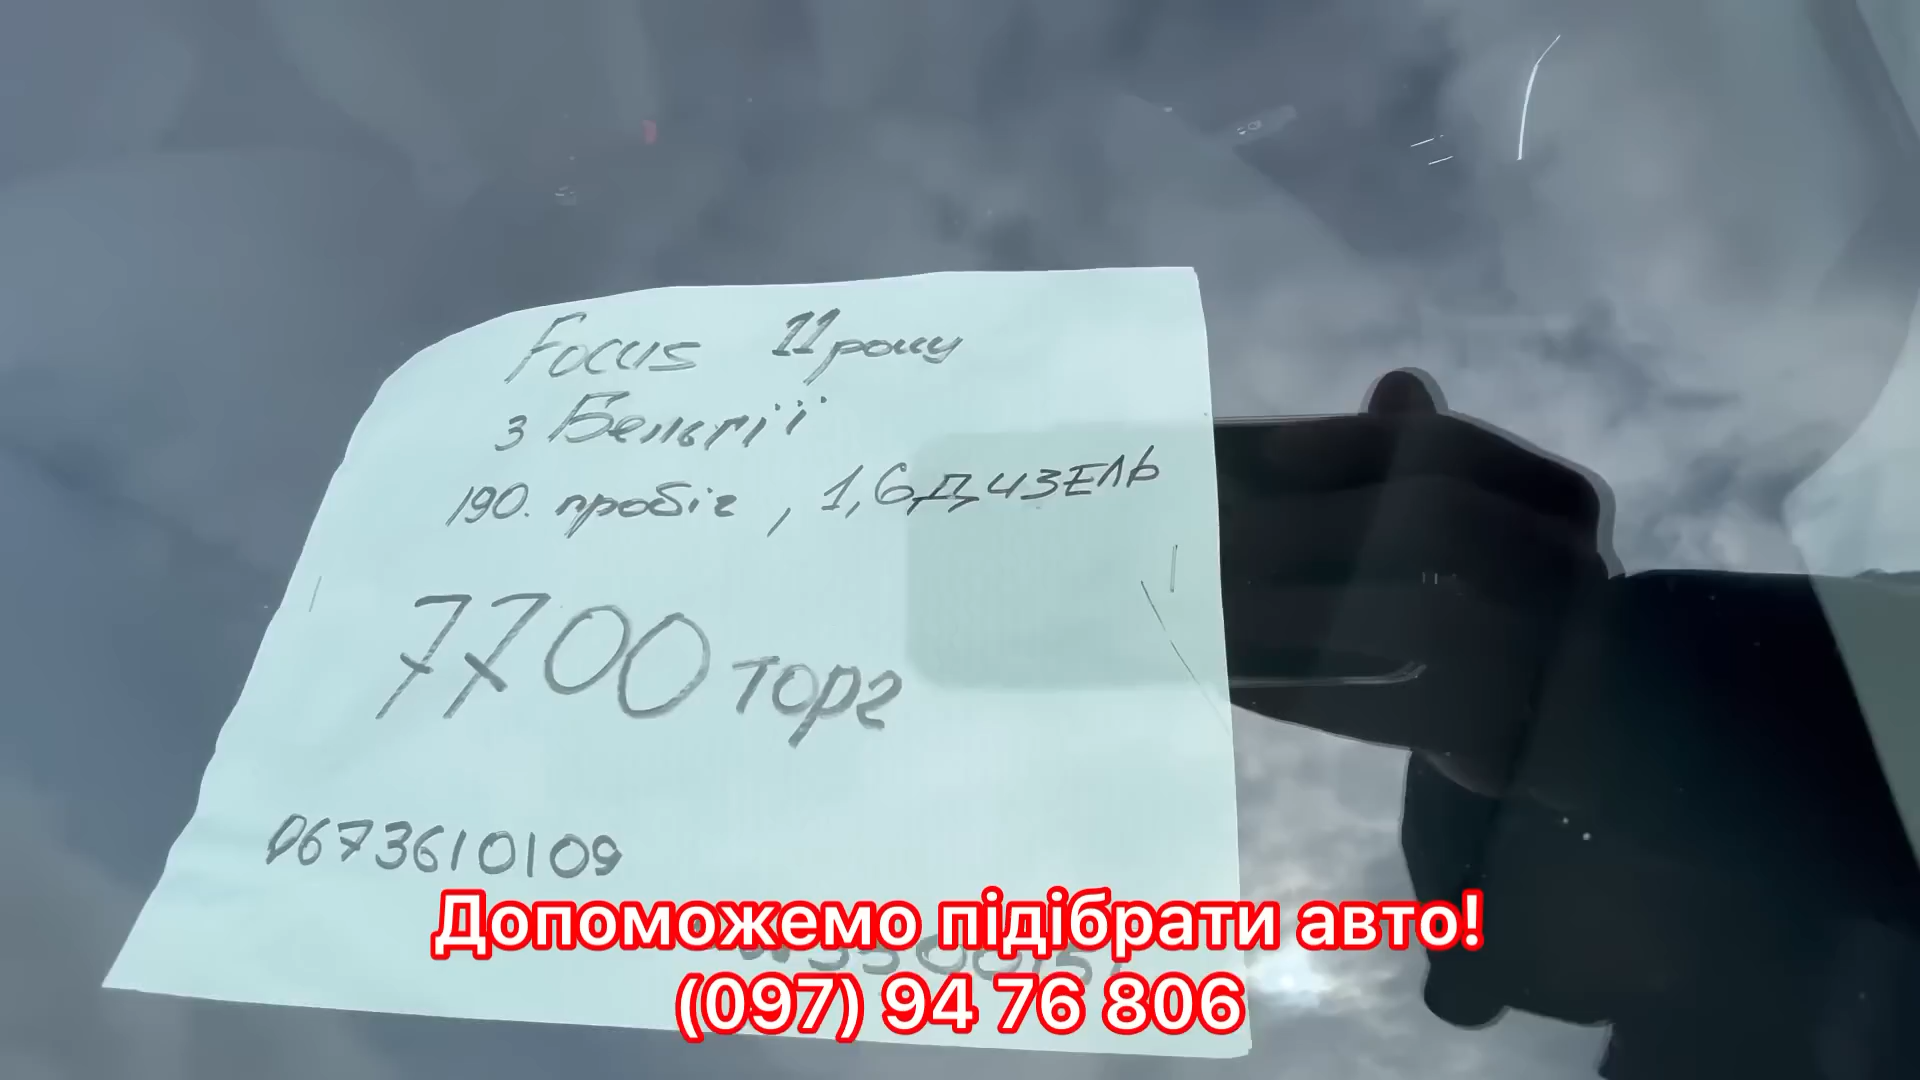 Focus 11 року
з Бельгії
190. пробіг, 1,6 ДИЗЕЛЬ
7700 торг
0673610109
Допоможемо підібрати авто!
(097) 94 76 806